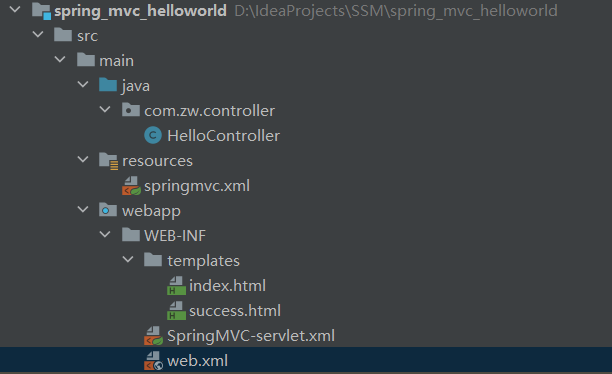 spring_mvc_helloworld D:\IdeaProjects\SSM\spring_mvc_helloworld
src
main
java
com.zw.controller
C HelloController
resources
springmvc.xml
webapp
WEB-INF
templates
H index.html
H success.html
SpringMVC-servlet.xml
web.xml